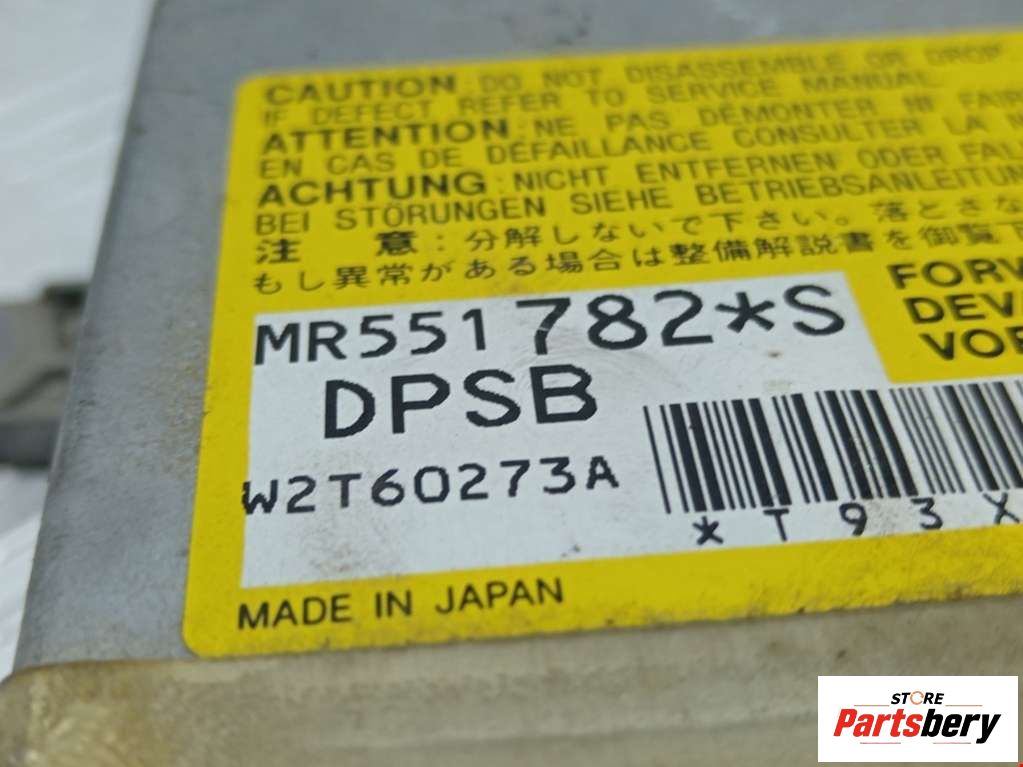 CAUTION: DO NOT DISASSEMBLE OR DROP
IF DEFECT REFER TO SERVICE MANUAL.
ATTENTION: NE PAS DÉMONTER NI FAIR
EN CAS DE DÉFAILLANCE CONSULTER LA
ACHTUNG: NICHT ENTFERNEN ODER FALL
BEI STÖRUNGEN SIEHE BETRIEBSANLEITUN
注 意:分解しないで下さい。落とさな
もし異常がある場合は整備解説書を御覧下
FORW
DEV
VOR
MR551782*S
DPSB
W2T60273A
*T93X
MADE IN JAPAN
STORE
Partsbery